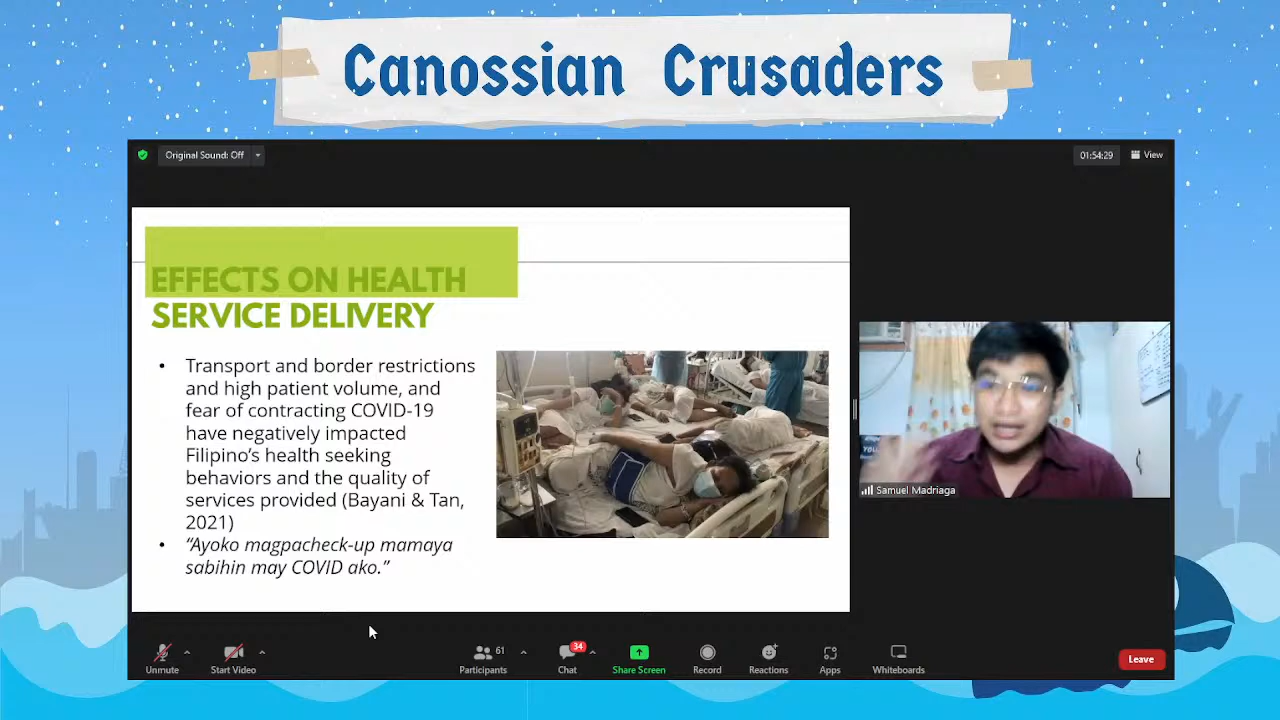 Canossian Crusaders
Original Sound: Off
01:54:29
View
EFFECTS ON HEALTH
SERVICE DELIVERY
• Transport and border restrictions
and high patient volume, and
fear of contracting COVID-19
have negatively impacted
Filipino’s health seeking
behaviors and the quality of
services provided (Bayani & Tan,
2021)
• “Ayoko magpacheck-up mamaya
sabihin may COVID ako.”
Samuel Madriaga
Unmute
Start Video
61
Participants
34
Chat
Share Screen
Record
Reactions
Apps
Whiteboards
Leave